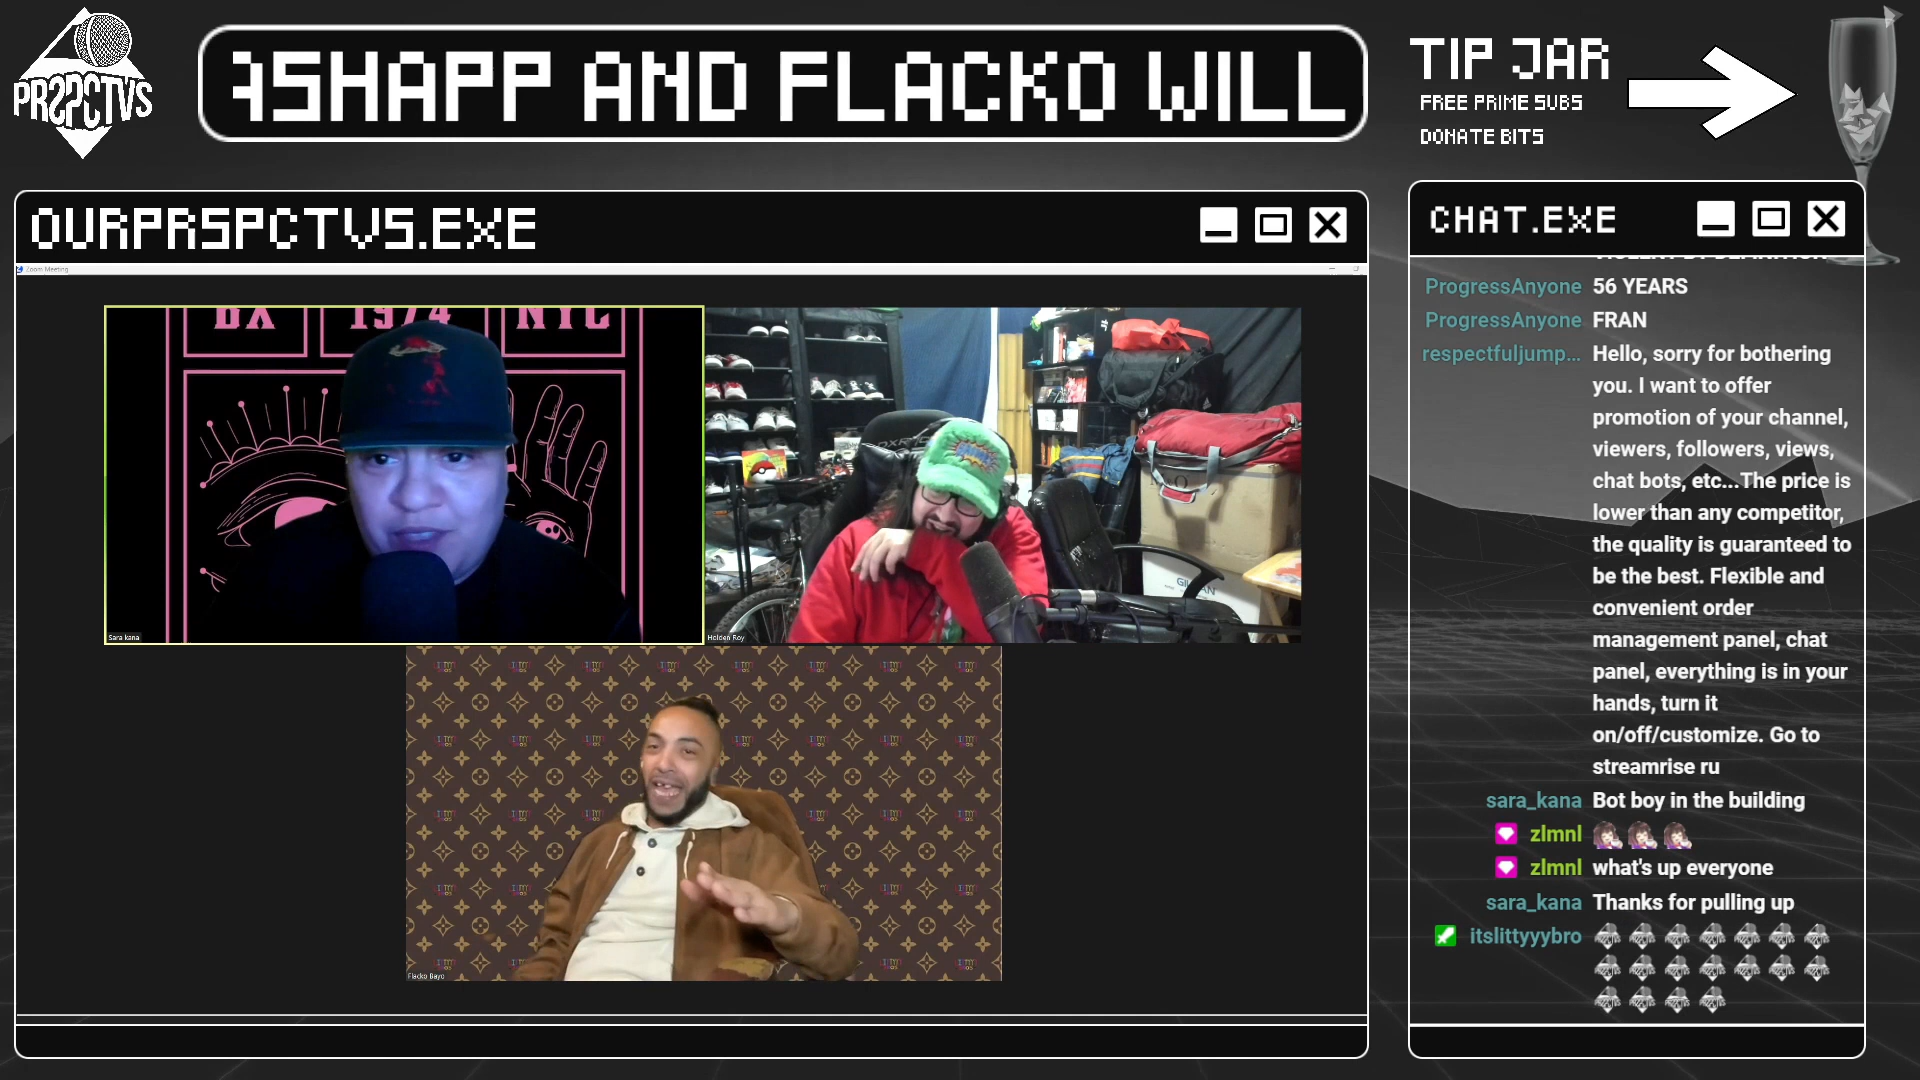 PRSPCTVS
ASHAPP AND FLACKO WILL
TIP JAR
FREE PRIME SUBS
DONATE BITS
OURPRSPCTVS.EXE
CHAT.EXE
Zoom Meeting
BX 1974 NYC
Sara kana
Holden Roy
Flacko Bayo
ProgressAnyone 56 YEARS
ProgressAnyone FRAN
respectfuljump... Hello, sorry for bothering
you. I want to offer
promotion of your channel,
viewers, followers, views,
chat bots, etc...The price is
lower than any competitor,
the quality is guaranteed to
be the best. Flexible and
convenient order
management panel, chat
panel, everything is in your
hands, turn it
on/off/customize. Go to
streamrise ru
sara_kana Bot boy in the building
zlmnl
zlmnl what's up everyone
sara_kana Thanks for pulling up
itslittyyybro